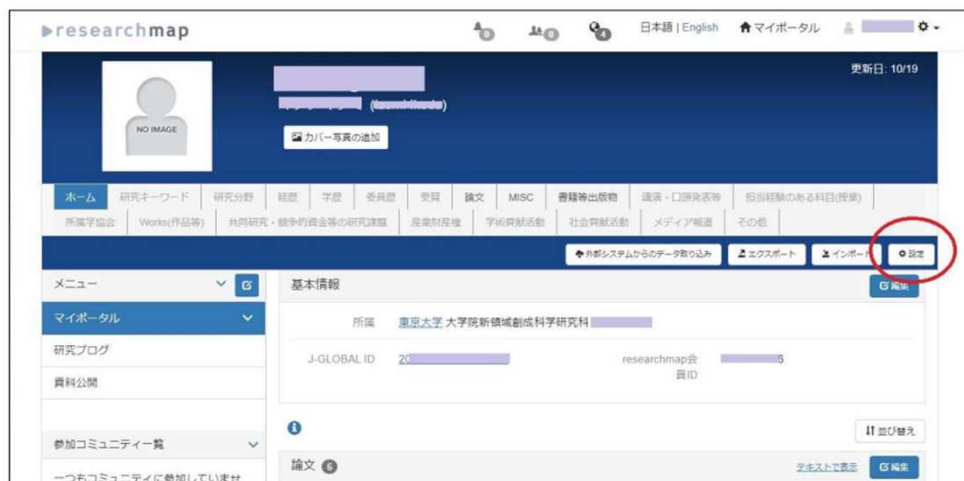 researchmap
0 0 4 日本語 | English マイポータル
更新日: 10/19
NO IMAGE
カバー写真の追加
ホーム 研究キーワード 研究分野 経歴 学歴 委員歴 受賞 論文 MISC 書籍等出版物 講演・口頭発表等 担当経験のある科目(授業)
所属学協会 Works(作品等) 共同研究・競争的資金等の研究課題 産業財産権 学術貢献活動 社会貢献活動 メディア報道 その他
外部システムからのデータ取り込み エクスポート インポート 設定
メニュー
基本情報 編集
マイポータル
所属 東京大学 大学院新領域創成科学研究科
研究ブログ
J-GLOBAL ID 20 researchmap会員ID 6
資料公開
並び替え
参加コミュニティ一覧
論文 6 テキストで表示 編集
一つもコミュニティに参加していませ